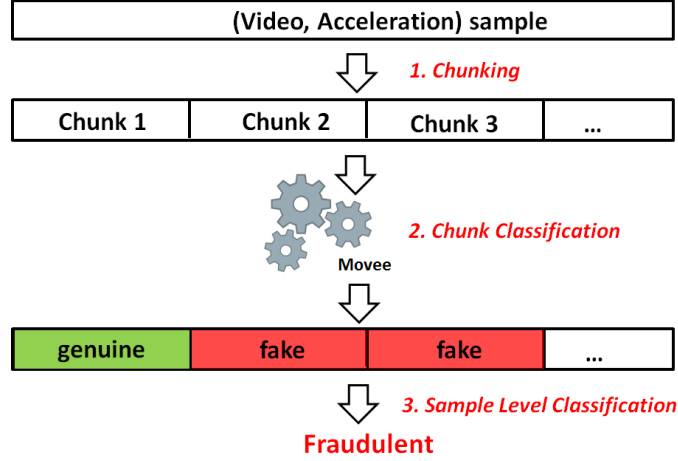 (Video, Acceleration) sample
1. Chunking
Chunk 1 Chunk 2 Chunk 3 ...
2. Chunk Classification
Movee
genuine fake fake ...
3. Sample Level Classification
Fraudulent